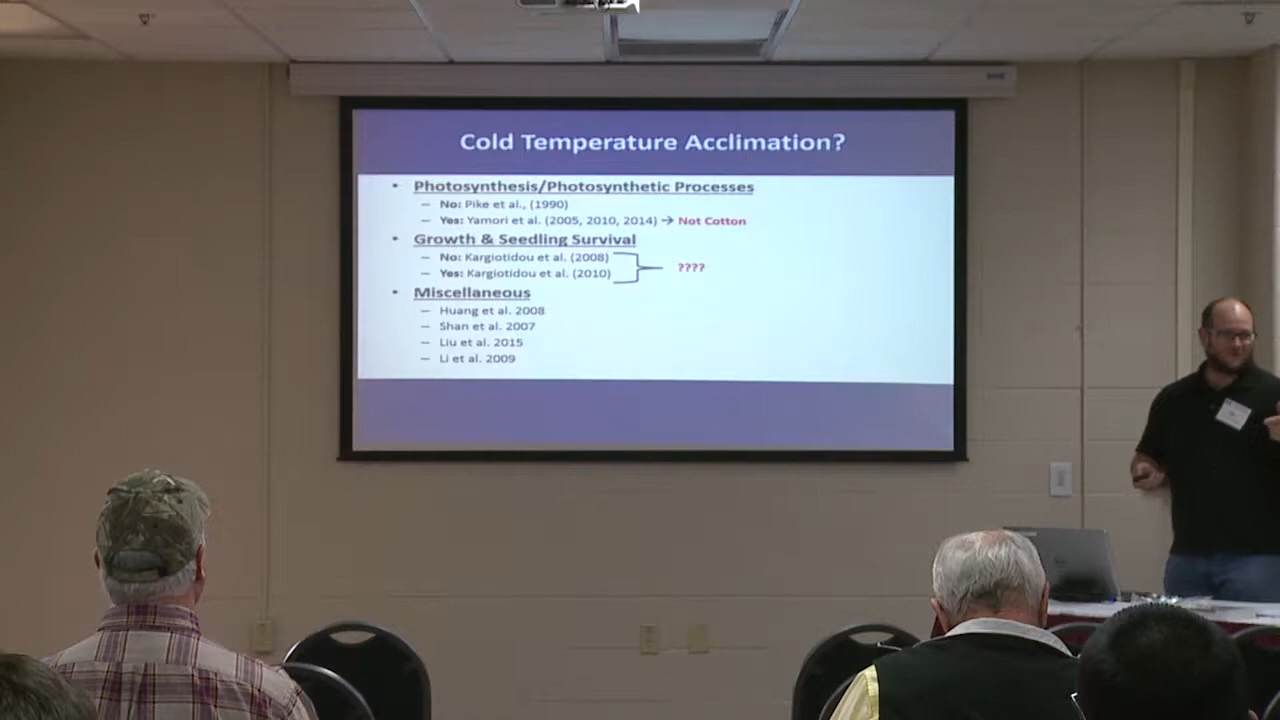 Cold Temperature Acclimation?
• Photosynthesis/Photosynthetic Processes
– No: Pike et al., (1990)
– Yes: Yamori et al. (2005, 2010, 2014) → Not Cotton
• Growth & Seedling Survival
– No: Kargiotidou et al. (2008)
– Yes: Kargiotidou et al. (2010)
????
• Miscellaneous
– Huang et al. 2008
– Shan et al. 2007
– Liu et al. 2015
– Li et al. 2009